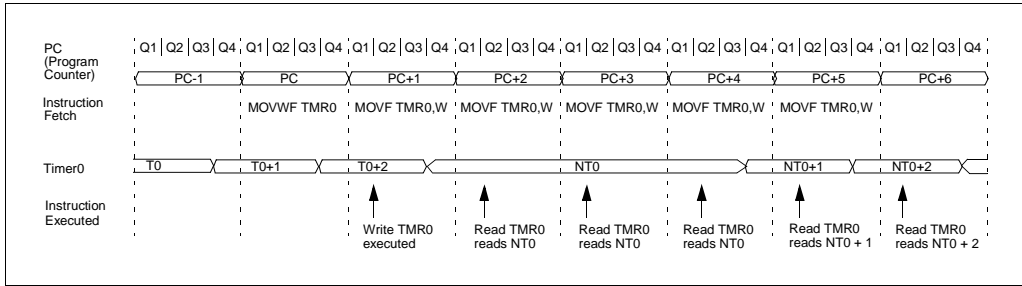 PC
(Program
Counter)
Q1 Q2 Q3 Q4 Q1 Q2 Q3 Q4 Q1 Q2 Q3 Q4 Q1 Q2 Q3 Q4 Q1 Q2 Q3 Q4 Q1 Q2 Q3 Q4 Q1 Q2 Q3 Q4 Q1 Q2 Q3 Q4
PC-1 PC PC+1 PC+2 PC+3 PC+4 PC+5 PC+6
Instruction
Fetch
MOVWF TMR0 MOVF TMR0,W MOVF TMR0,W MOVF TMR0,W MOVF TMR0,W MOVF TMR0,W
Timer0
T0 T0+1 T0+2 NT0 NT0+1 NT0+2
Instruction
Executed
Write TMR0
executed
Read TMR0
reads NT0
Read TMR0
reads NT0
Read TMR0
reads NT0
Read TMR0
reads NT0 + 1
Read TMR0
reads NT0 + 2